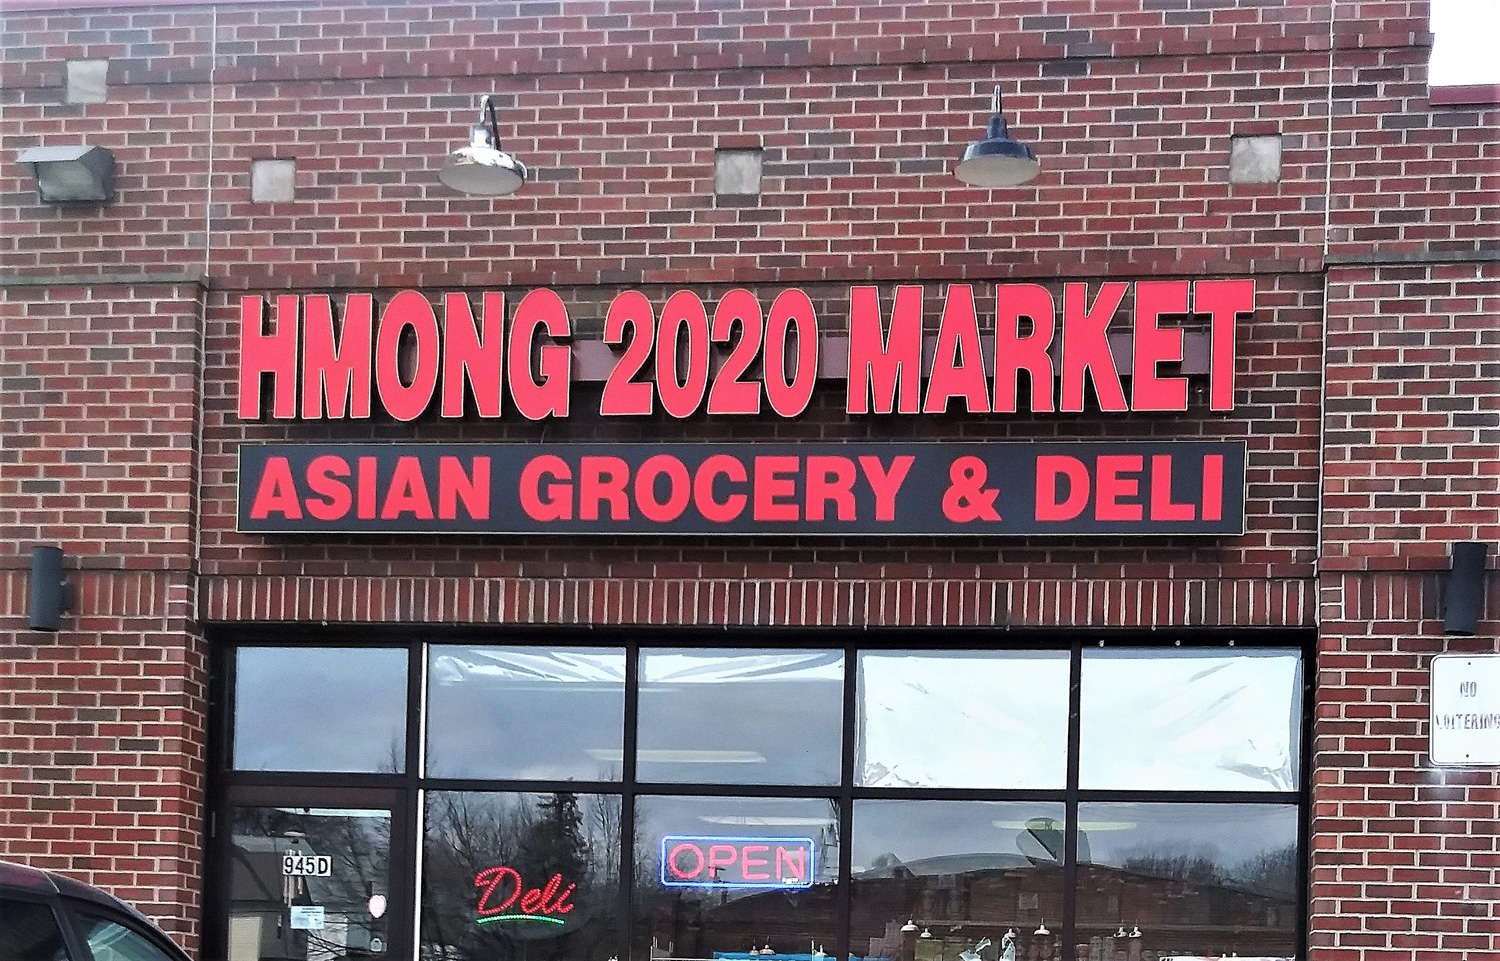 HMONG 2020 MARKET
ASIAN GROCERY & DELI
NO
LOITERING
OPEN
945D
Deli